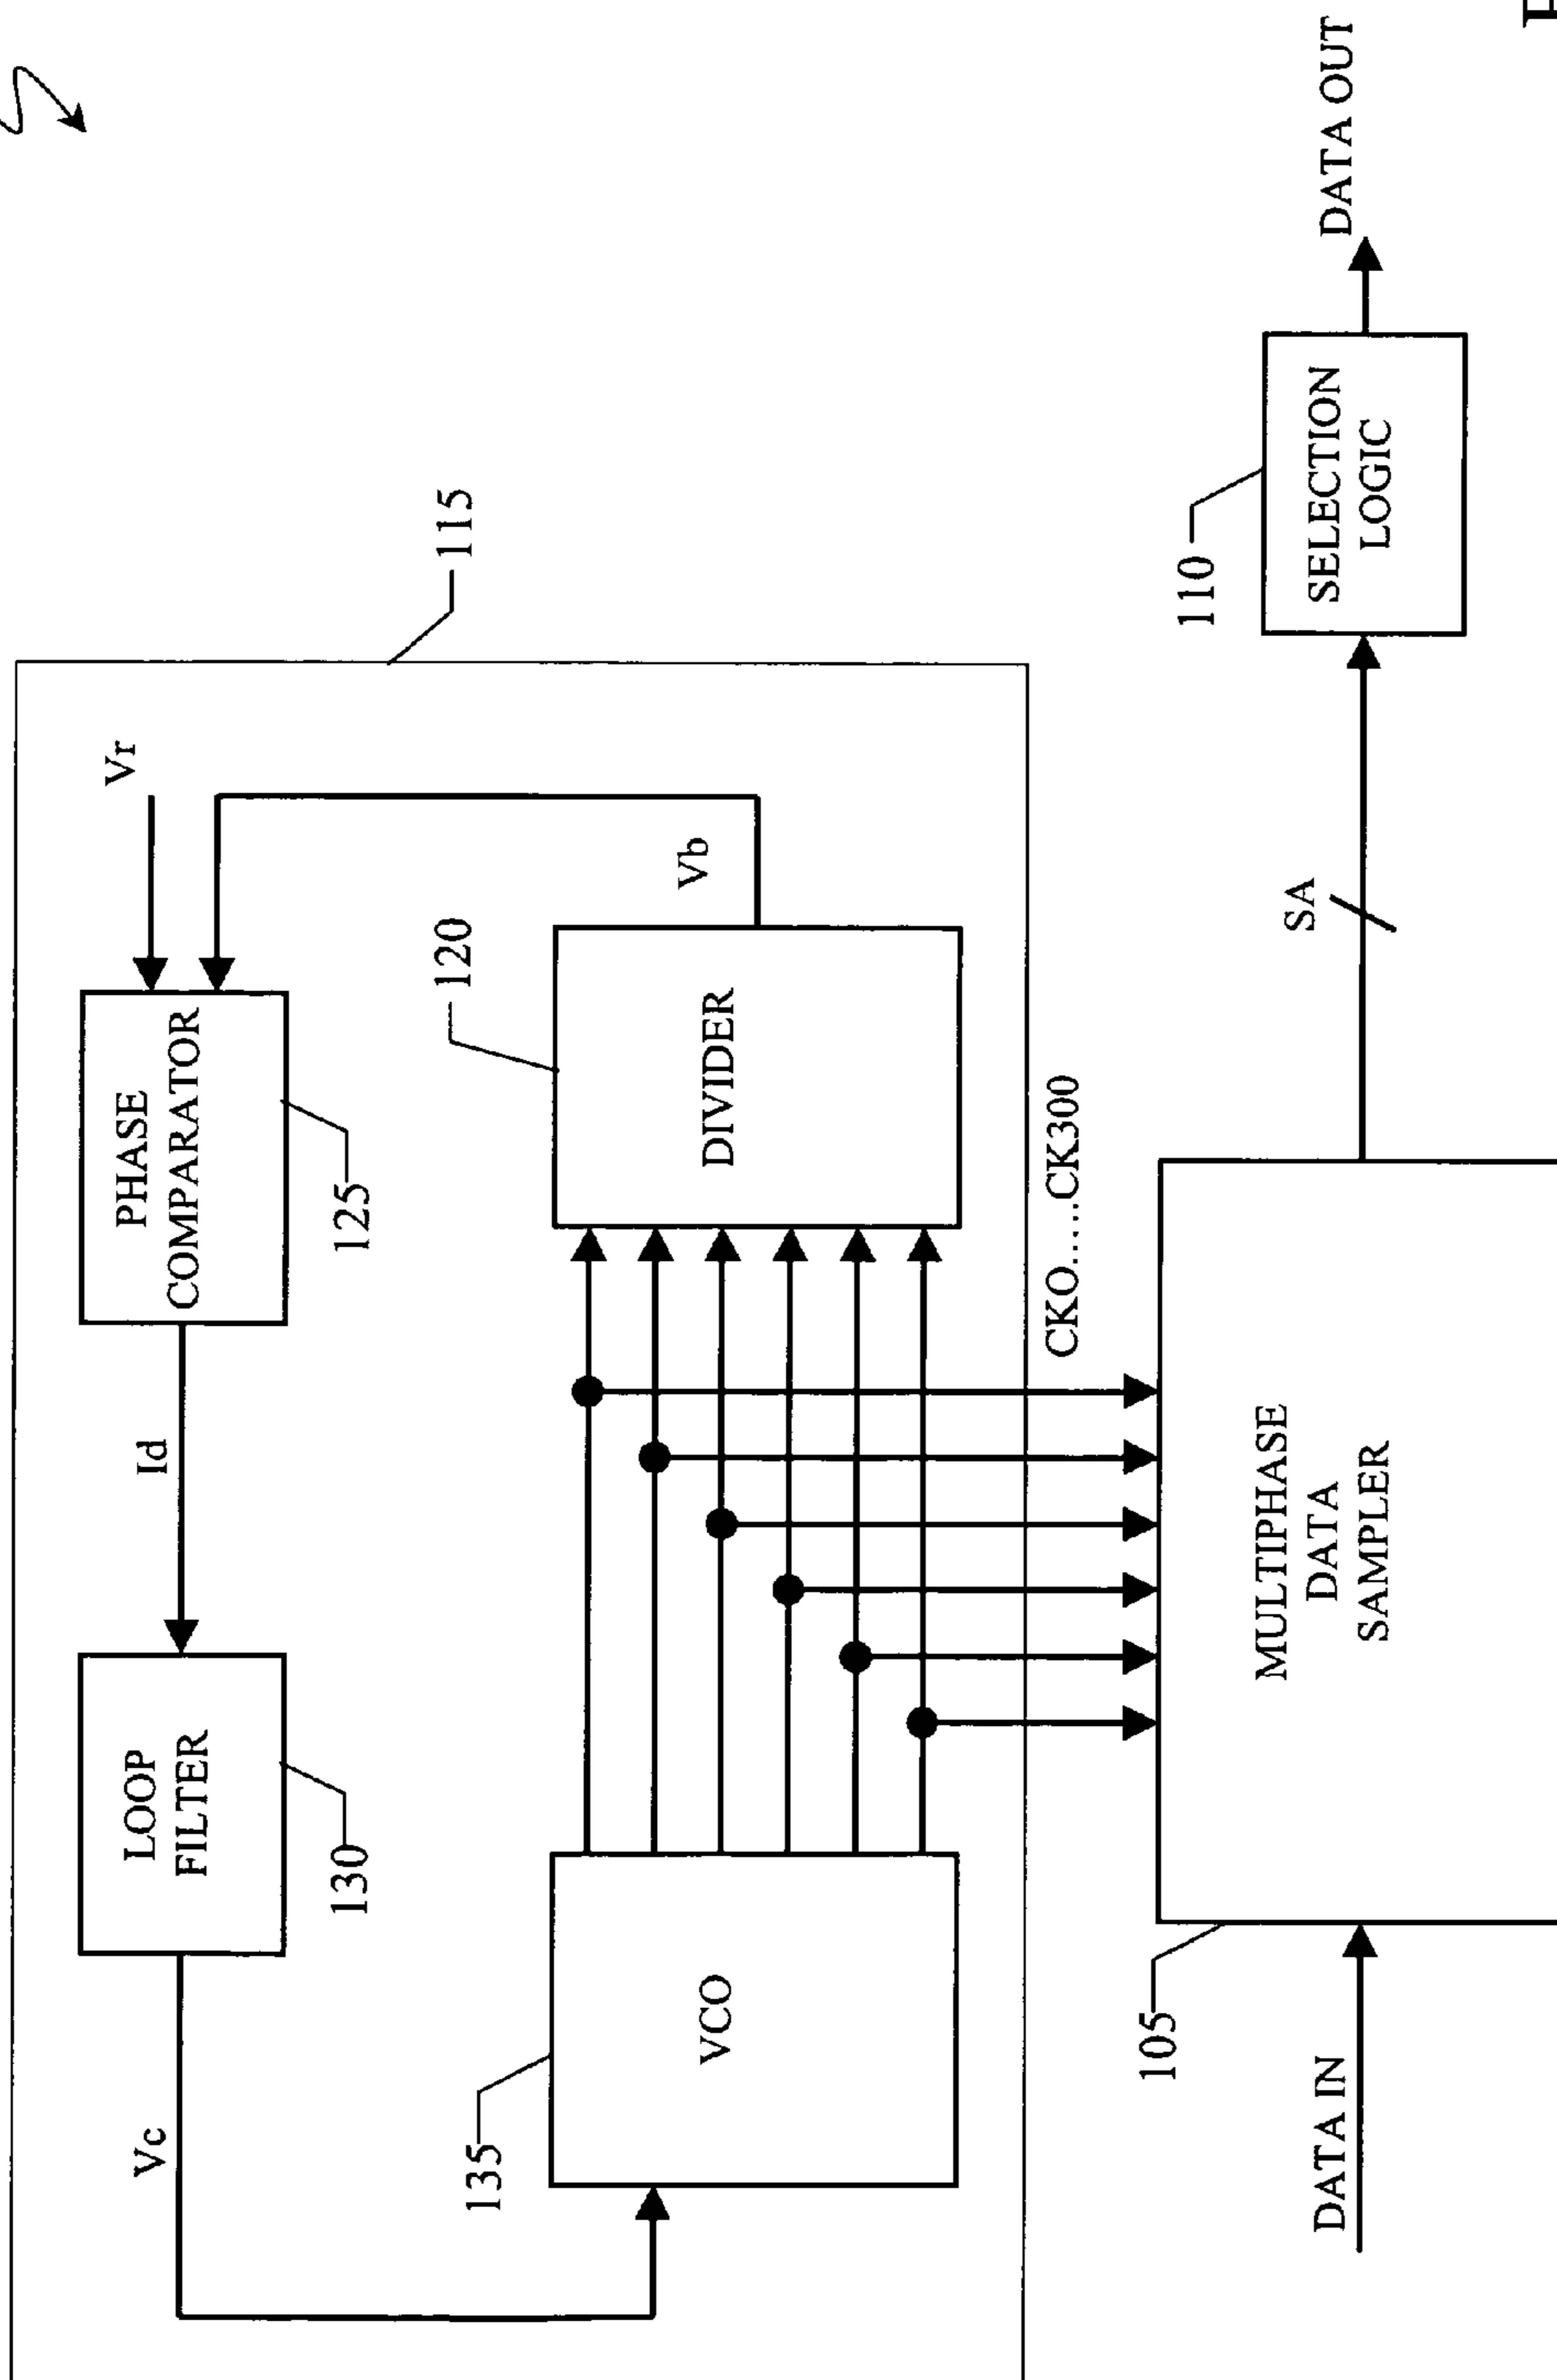 Vc
LOOP
FILTER
130
Id
PHASE
COMPARATOR
125
Vr
115
135
VCO
DIVIDER
120
Vb
CKO.....CK300
105
DATA IN
MULTIPHASE
DATA
SAMPLER
SA
110
SELECTION
LOGIC
DATA OUT